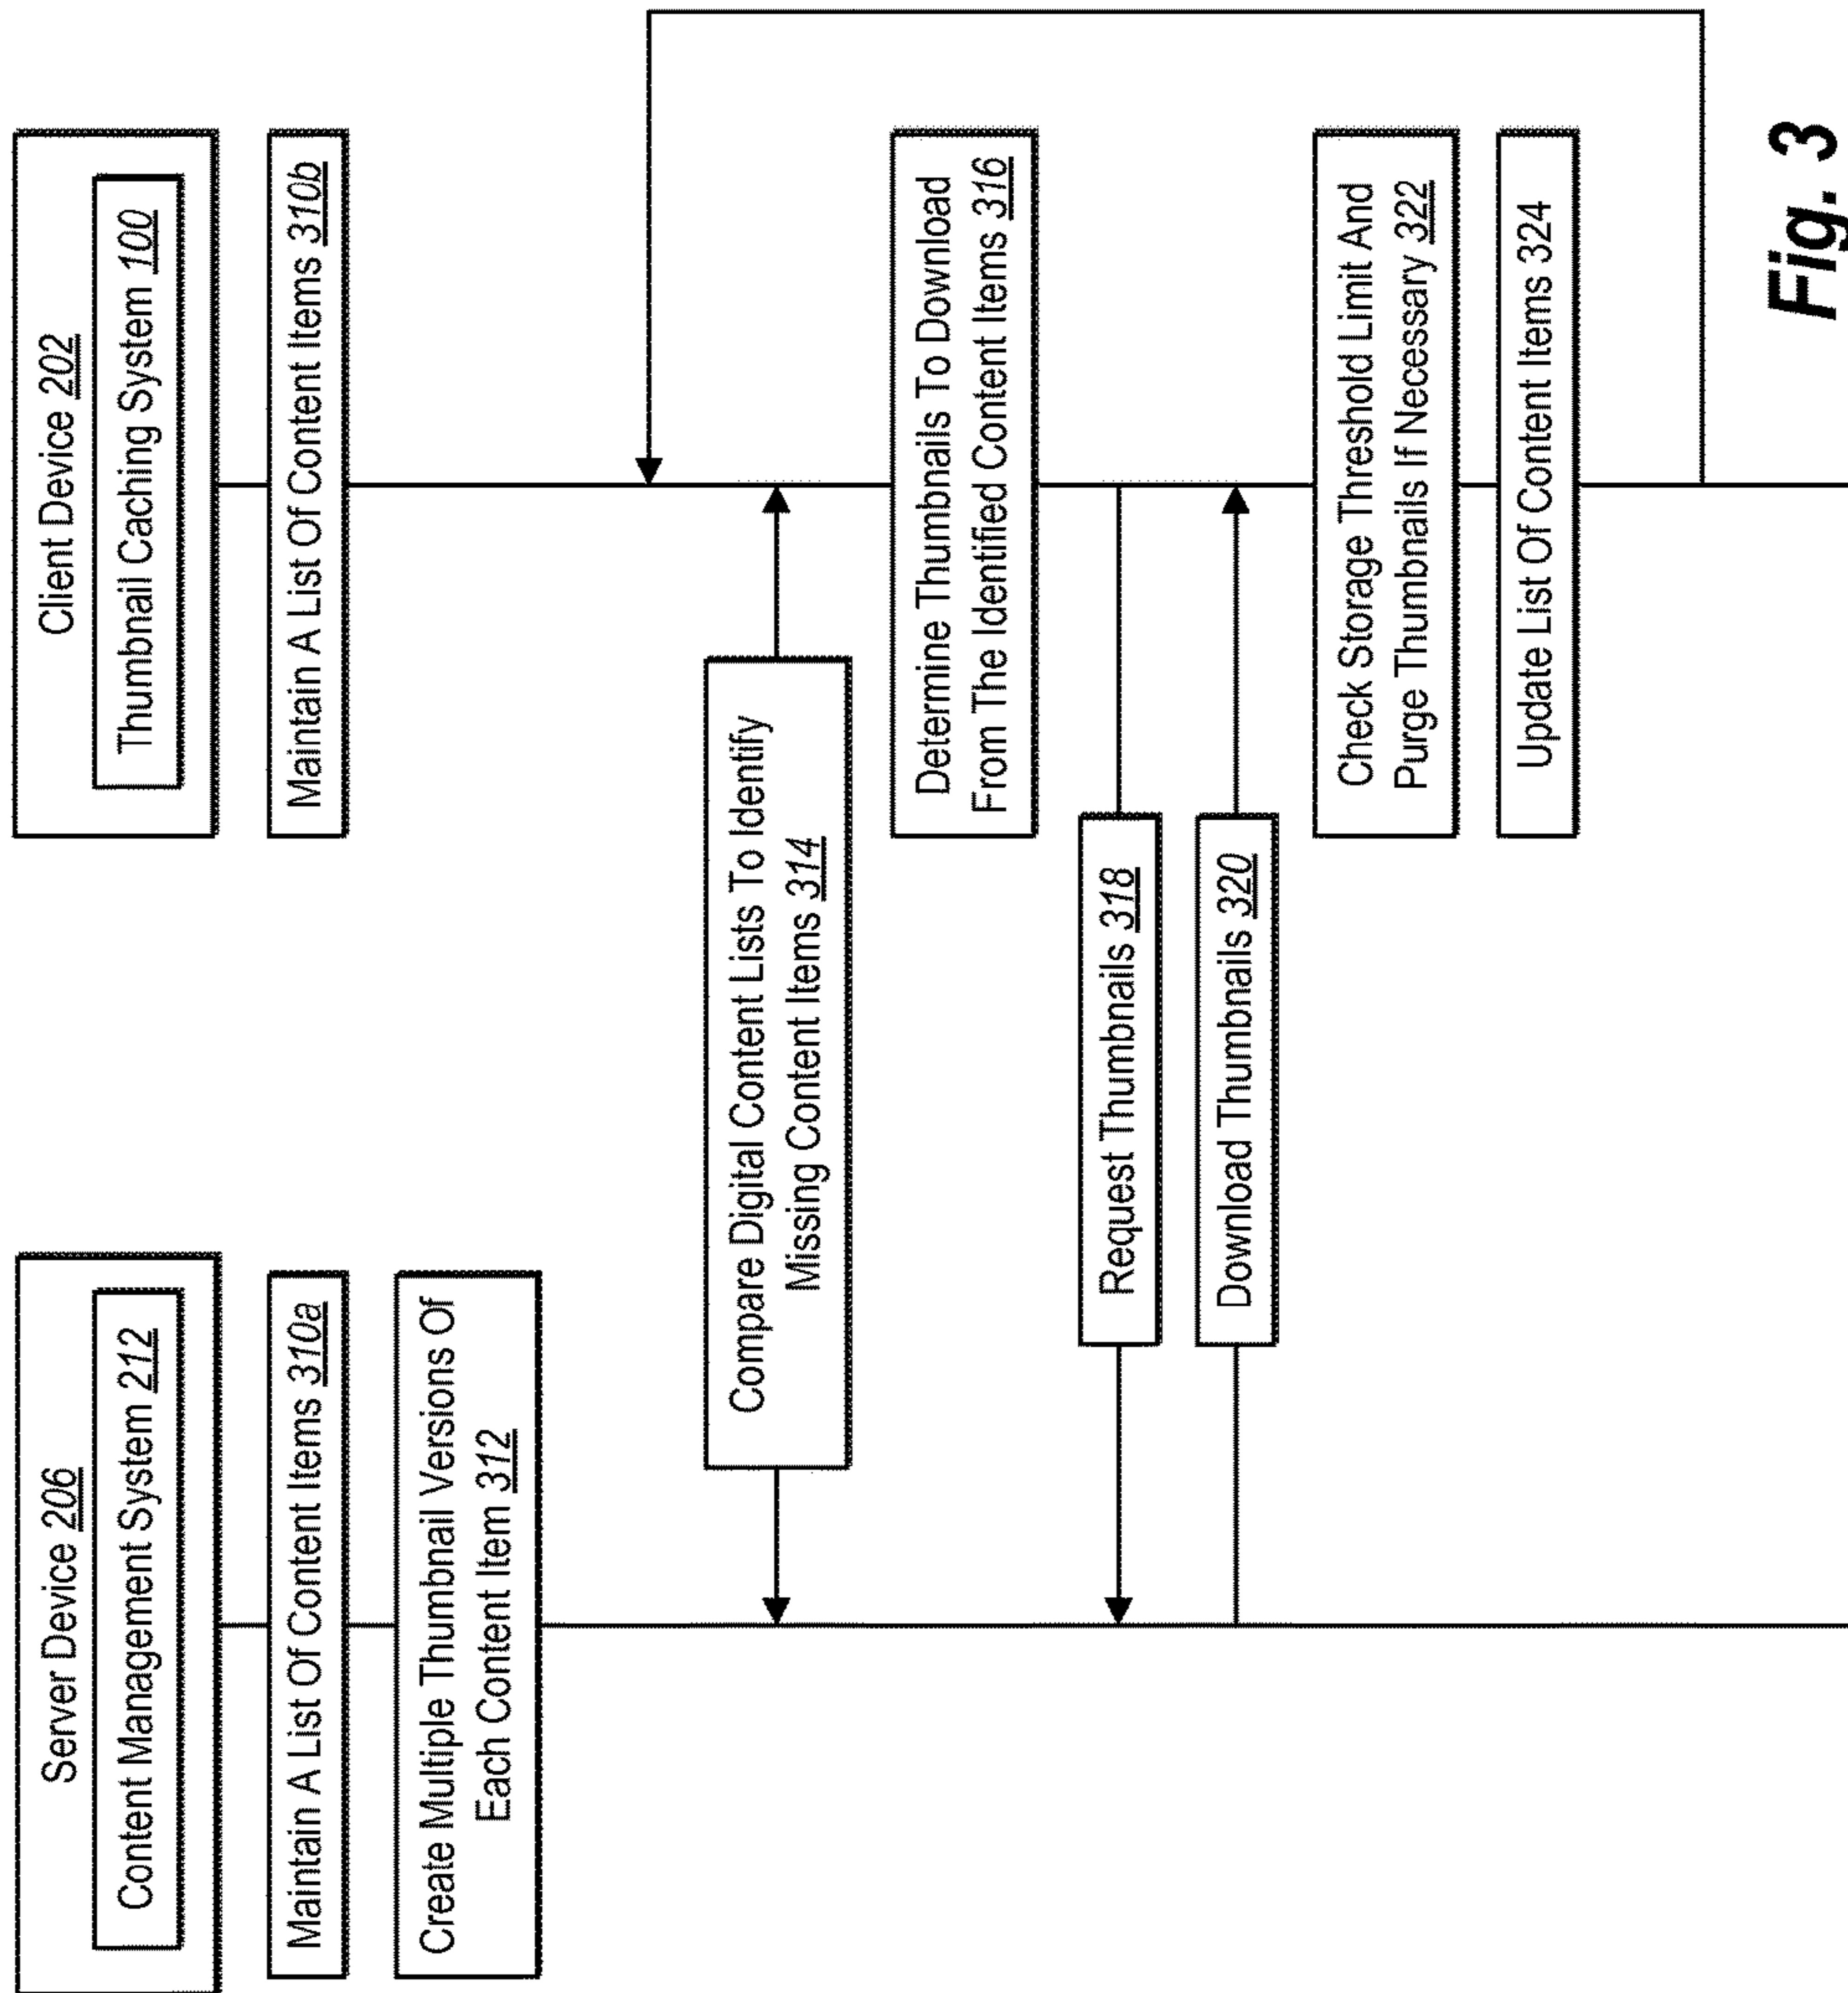 Server Device 206
Content Management System 212
Client Device 202
Thumbnail Caching System 100
Maintain A List Of Content Items 310a
Maintain A List Of Content Items 310b
Create Multiple Thumbnail Versions Of
Each Content Item 312
Compare Digital Content Lists To Identify
Missing Content Items 314
Determine Thumbnails To Download
From The Identified Content Items 316
Request Thumbnails 318
Download Thumbnails 320
Check Storage Threshold Limit And
Purge Thumbnails If Necessary 322
Update List Of Content Items 324
Fig. 3